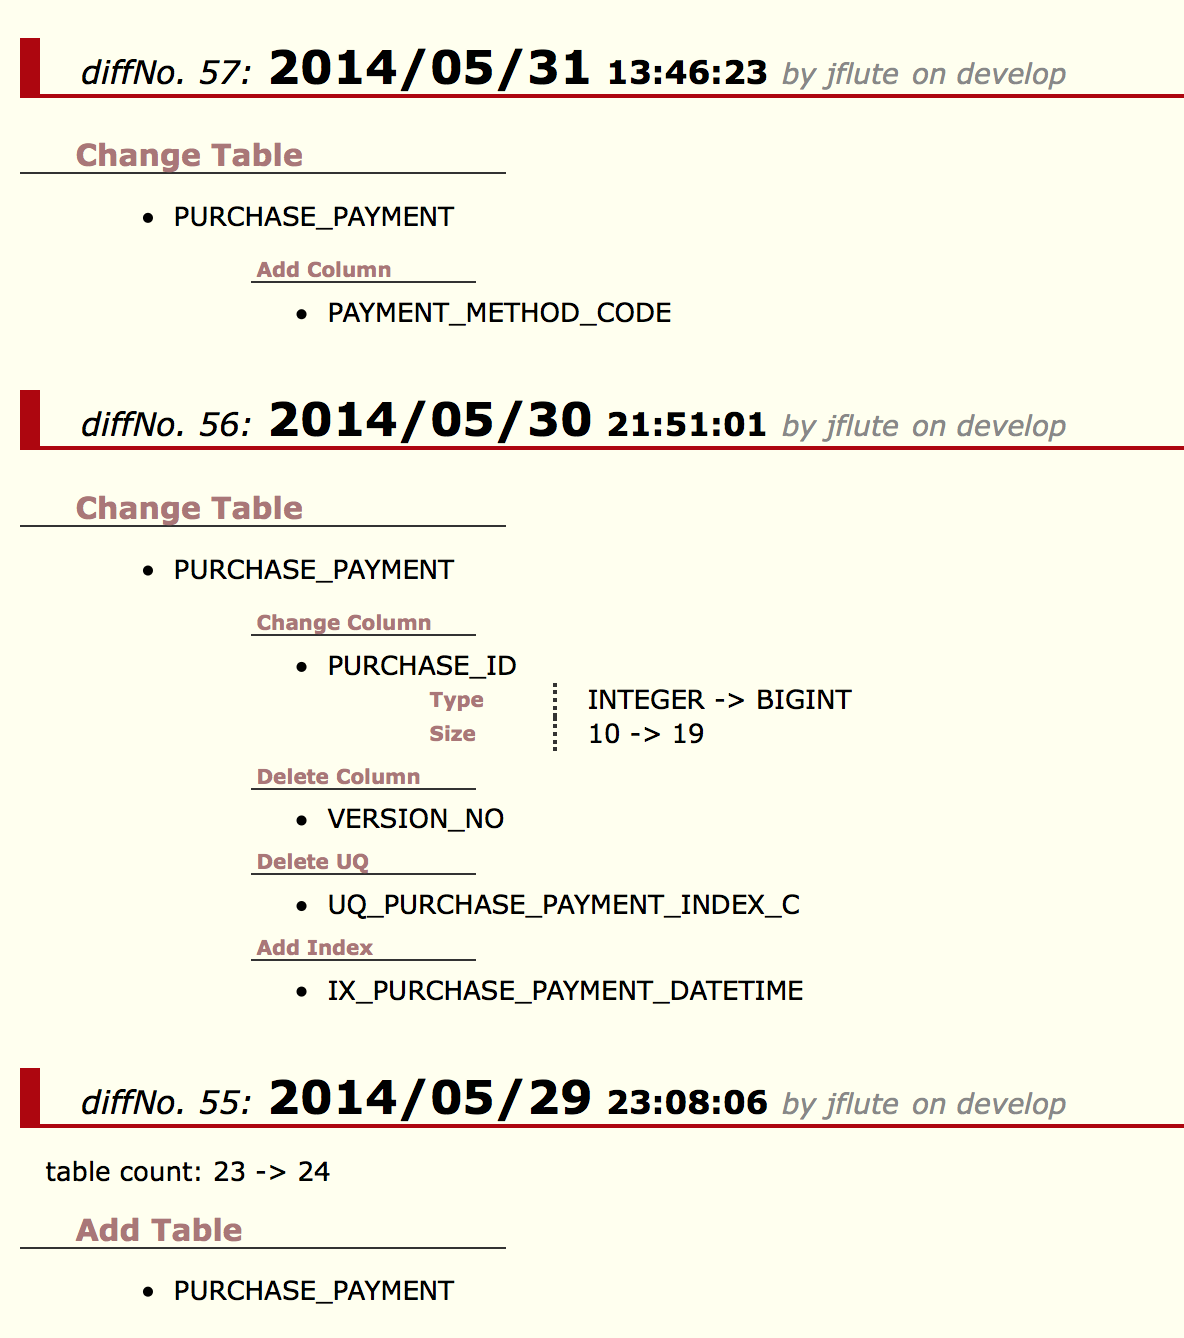 diffNo. 57: 2014/05/31 13:46:23 by jflute on develop
Change Table
• PURCHASE_PAYMENT
Add Column
• PAYMENT_METHOD_CODE
diffNo. 56: 2014/05/30 21:51:01 by jflute on develop
Change Table
• PURCHASE_PAYMENT
Change Column
• PURCHASE_ID
Type INTEGER -> BIGINT
Size 10 -> 19
Delete Column
• VERSION_NO
Delete UQ
• UQ_PURCHASE_PAYMENT_INDEX_C
Add Index
• IX_PURCHASE_PAYMENT_DATETIME
diffNo. 55: 2014/05/29 23:08:06 by jflute on develop
table count: 23 -> 24
Add Table
• PURCHASE_PAYMENT